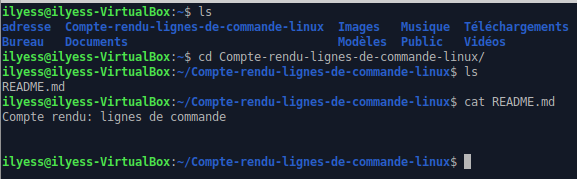 ilyess@ilyess-VirtualBox:~$ ls
adresse  Compte-rendu-lignes-de-commande-linux  Images   Musique  Téléchargements
Bureau   Documents                              Modèles  Public   Vidéos
ilyess@ilyess-VirtualBox:~$ cd Compte-rendu-lignes-de-commande-linux/
ilyess@ilyess-VirtualBox:~/Compte-rendu-lignes-de-commande-linux$ ls
README.md
ilyess@ilyess-VirtualBox:~/Compte-rendu-lignes-de-commande-linux$ cat README.md
Compte rendu: lignes de commande
ilyess@ilyess-VirtualBox:~/Compte-rendu-lignes-de-commande-linux$